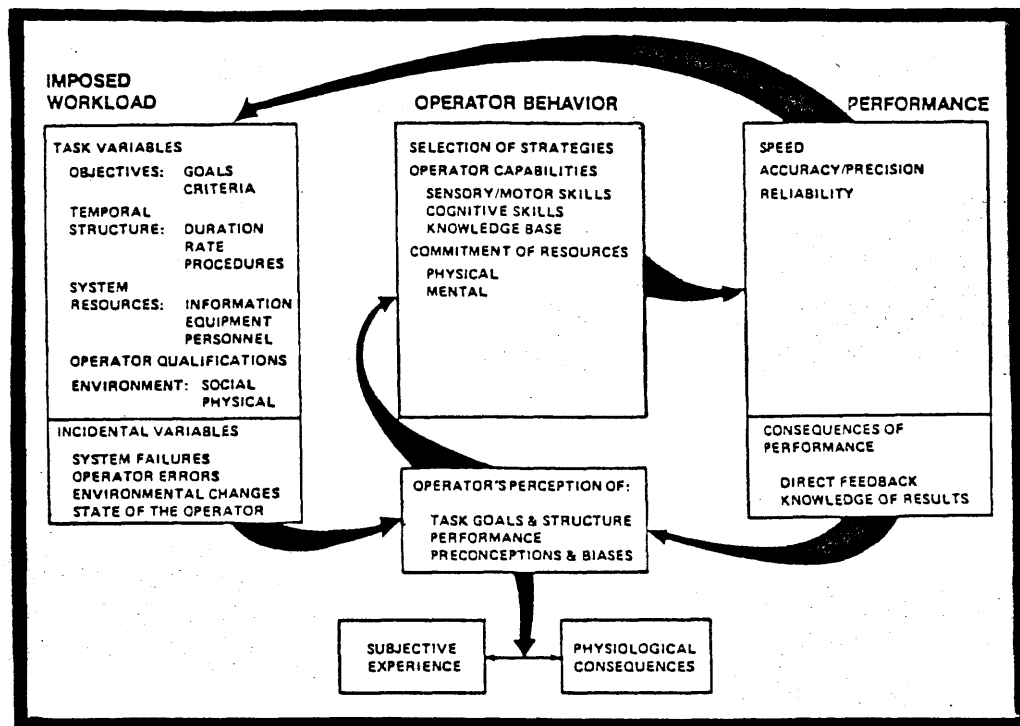 IMPOSED
WORKLOAD
TASK VARIABLES
OBJECTIVES: GOALS
CRITERIA
TEMPORAL
STRUCTURE: DURATION
RATE
PROCEDURES
SYSTEM
RESOURCES: INFORMATION
EQUIPMENT
PERSONNEL
OPERATOR QUALIFICATIONS
ENVIRONMENT: SOCIAL
PHYSICAL
INCIDENTAL VARIABLES
SYSTEM FAILURES
OPERATOR ERRORS
ENVIRONMENTAL CHANGES
STATE OF THE OPERATOR
OPERATOR BEHAVIOR
SELECTION OF STRATEGIES
OPERATOR CAPABILITIES
SENSORY/MOTOR SKILLS
COGNITIVE SKILLS
KNOWLEDGE BASE
COMMITMENT OF RESOURCES
PHYSICAL
MENTAL
OPERATOR'S PERCEPTION OF:
TASK GOALS & STRUCTURE
PERFORMANCE
PRECONCEPTIONS & BIASES
PERFORMANCE
SPEED
ACCURACY/PRECISION
RELIABILITY
CONSEQUENCES OF
PERFORMANCE
DIRECT FEEDBACK
KNOWLEDGE OF RESULTS
SUBJECTIVE
EXPERIENCE
PHYSIOLOGICAL
CONSEQUENCES